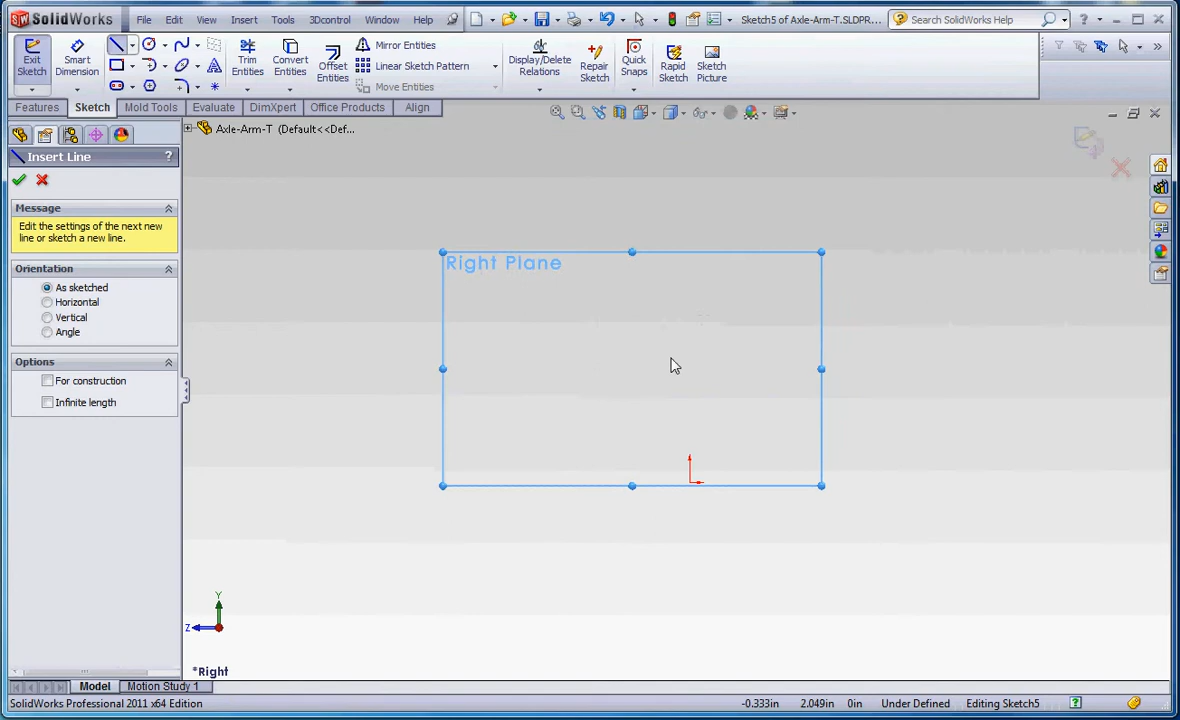 SolidWorks File Edit View Insert Tools 3Dcontrol Window Help Sketch5 of Axle-Arm-T.SLDPR... Search SolidWorks Help
Exit Sketch
Smart Dimension
Trim Entities
Convert Entities
Offset Entities
Mirror Entities
Linear Sketch Pattern
Move Entities
Display/Delete Relations
Repair Sketch
Quick Snaps
Rapid Sketch
Sketch Picture
Features Sketch Mold Tools Evaluate DimXpert Office Products Align
Axle-Arm-T (Default<<Def...
Insert Line ?
Message
Edit the settings of the next new
line or sketch a new line.
Orientation
As sketched
Horizontal
Vertical
Angle
Options
For construction
Infinite length
Right Plane
Y
Z
*Right
Model Motion Study 1
SolidWorks Professional 2011 x64 Edition -0.333in 2.049in 0in Under Defined Editing Sketch5 ?